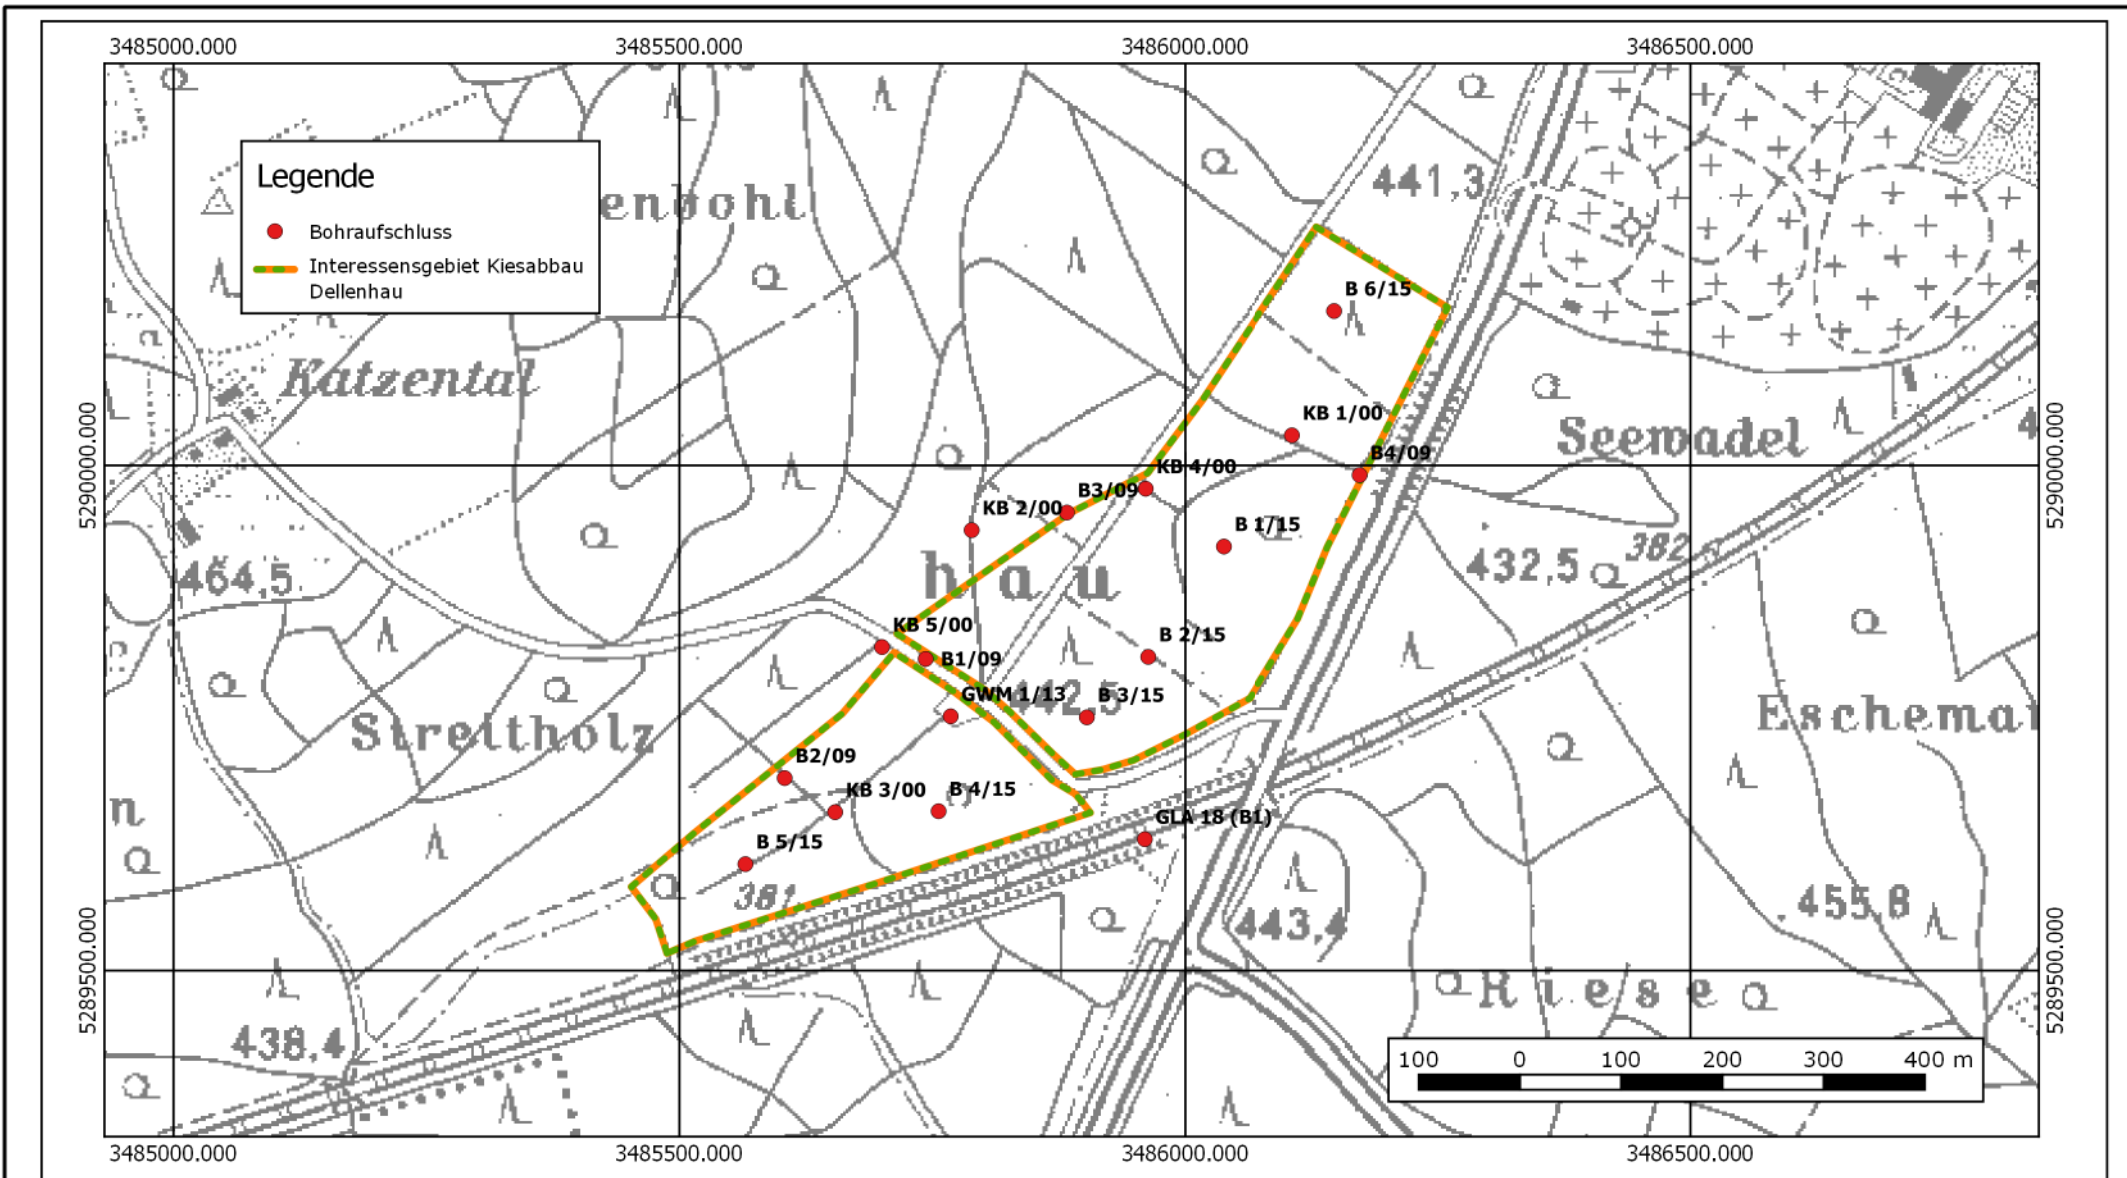 3485000.000 3485500.000 3486000.000 3486500.000
441,3
Legende
enbohl
Bohraufschluss
Interessensgebiet Kiesabbau
Dellenhau
B 6/15
Katzental
KB 1/00
Seewadel
B4/09
KB 4/00
5290000.000
5290000.000
B3/09
KB 2/00
B 1/15
382
432,5
464,5
h a u
KB 5/00
B 2/15
B1/09
GWM 1/13
442,5
B 3/15
Streitholz
Eschemar
B2/09
KB 3/00
B 4/15
n
GLA 18 (B1)
B 5/15
381
455,8
443,4
5289500.000
5289500.000
R i e s e
438,4
100 0 100 200 300 400 m
3485000.000 3485500.000 3486000.000 3486500.000